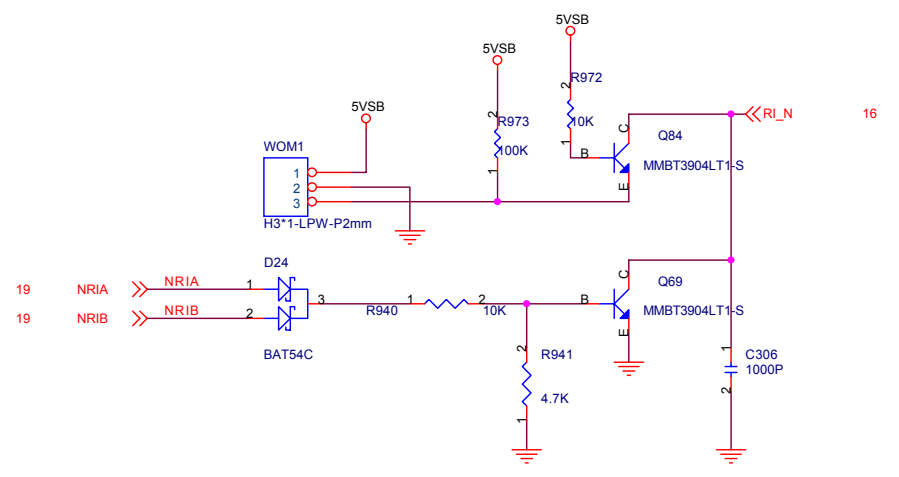 5VSB
5VSB
R972
2
10K
1
5VSB
R973
2
100K
1
WOM1
1
2
3
H3*1-LPW-P2mm
B
C
E
Q84
MMBT3904LT1-S
RI_N
16
19
NRIA
NRIA
19
NRIB
NRIB
D24
1
2
3
BAT54C
R940
1
2
10K
B
C
E
Q69
MMBT3904LT1-S
2
R941
4.7K
1
1
C306
1000P
2